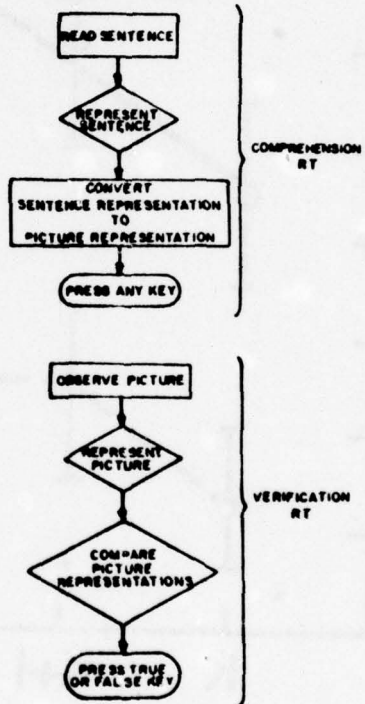 READ SENTENCE
REPRESENT
SENTENCE
CONVERT
SENTENCE REPRESENTATION
TO
PICTURE REPRESENTATION
PRESS ANY KEY
COMPREHENSION
RT
OBSERVE PICTURE
REPRESENT
PICTURE
COMPARE
PICTURE
REPRESENTATIONS
PRESS TRUE
OR FALSE KEY
VERIFICATION
RT